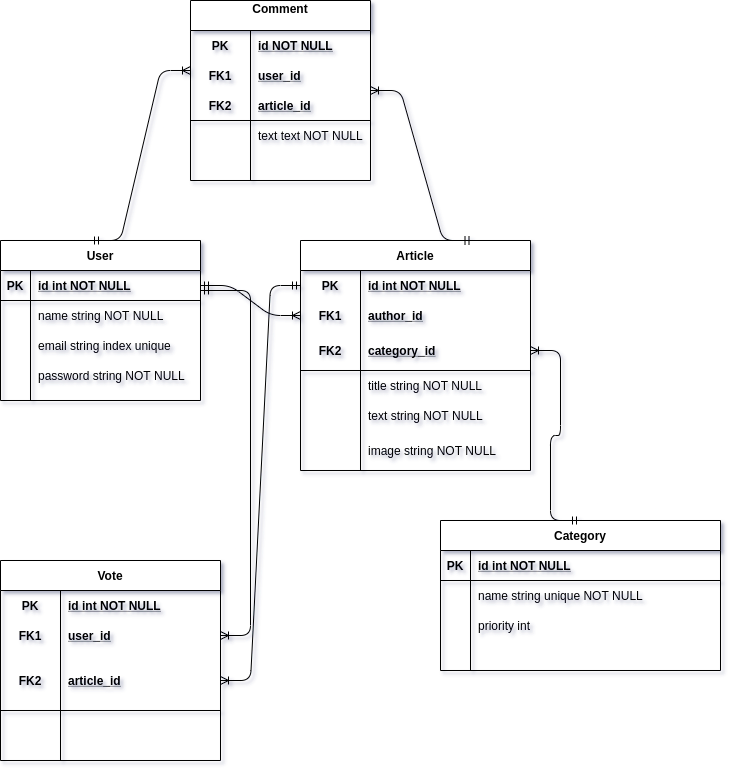 Comment
PK id NOT NULL
FK1 user_id
FK2 article_id
text text NOT NULL
User
PK id int NOT NULL
name string NOT NULL
email string index unique
password string NOT NULL
Article
PK id int NOT NULL
FK1 author_id
FK2 category_id
title string NOT NULL
text string NOT NULL
image string NOT NULL
Category
PK id int NOT NULL
name string unique NOT NULL
priority int
Vote
PK id int NOT NULL
FK1 user_id
FK2 article_id